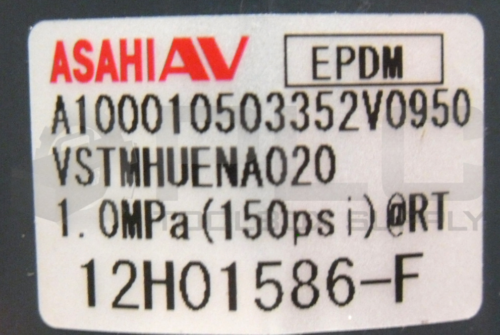 ASAHI AV EPDM
A100010503352V0950
VSTMHUENA020
1.0MPa(150psi)@RT
12H01586-F